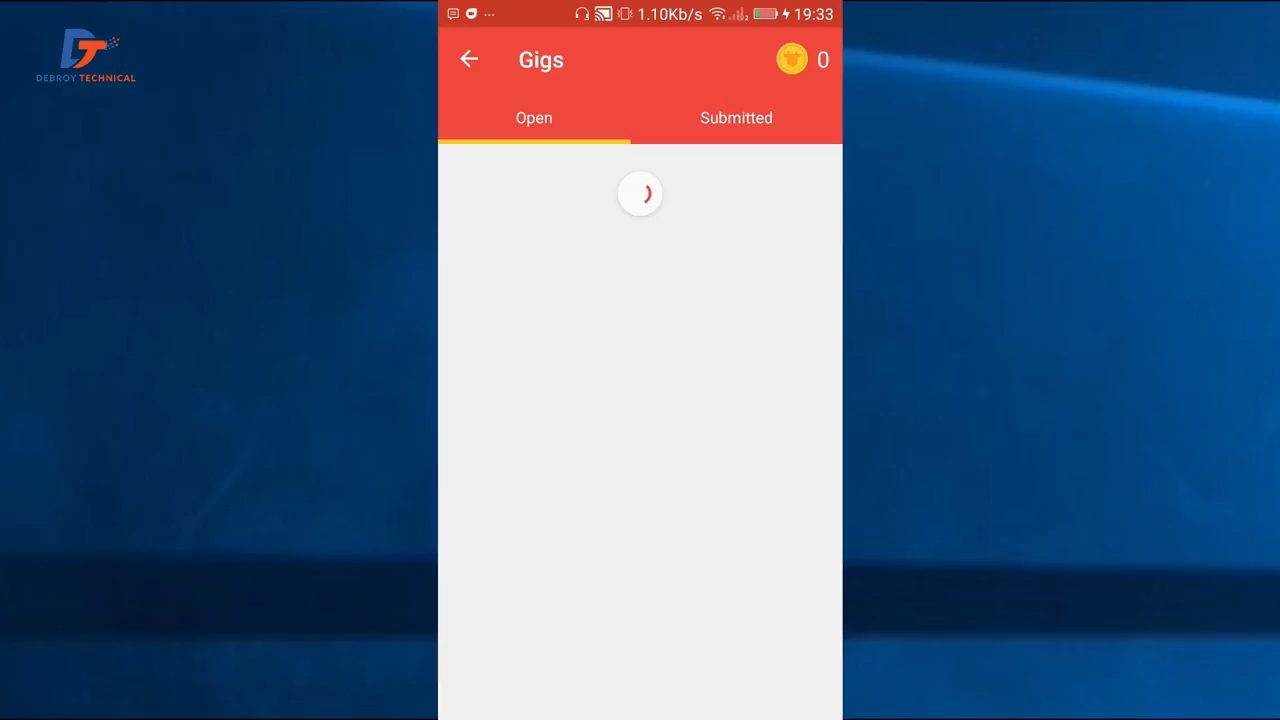 DEBROY TECHNICAL
... 1.10Kb/s 19:33
Gigs 0
Open Submitted